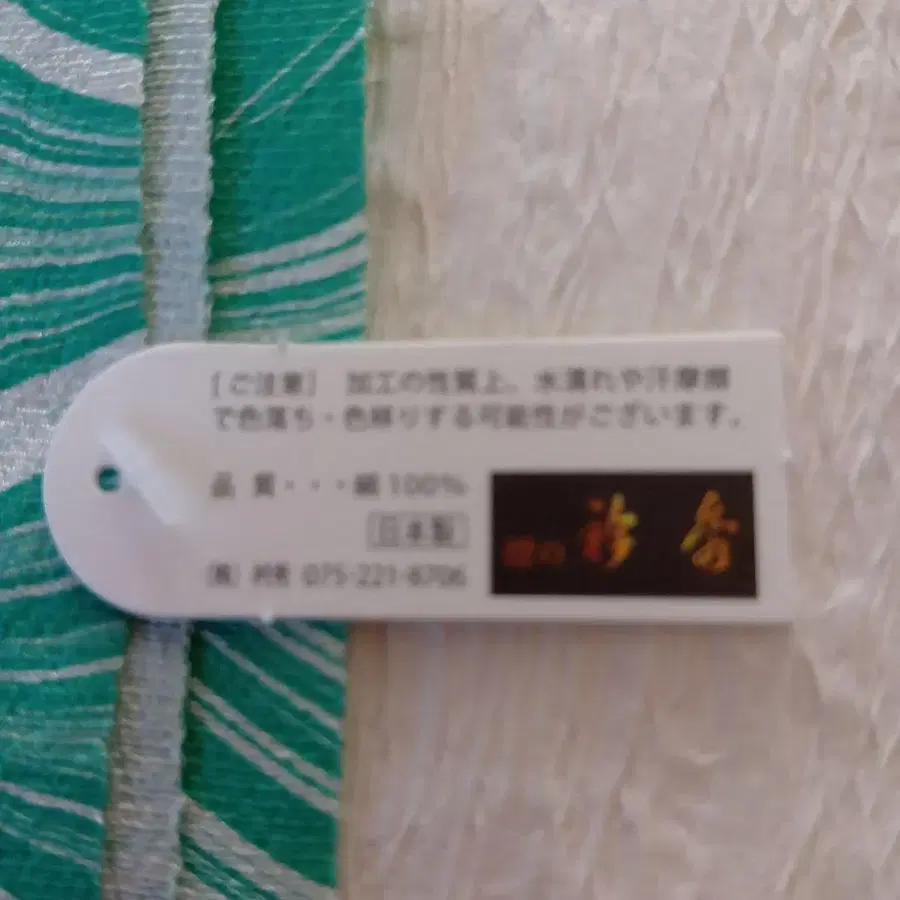 [ご注意] 加工の性質上、水濡れや汗摩擦
で色落ち・色移りする可能性がございます。
品 質・・・絹100%
日本製
(株) 075-221-8706